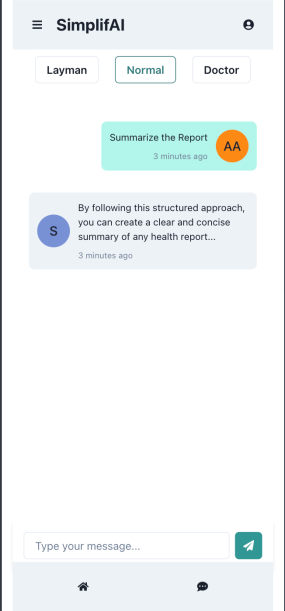 SimplifAI
Layman Normal Doctor
Summarize the Report
AA
3 minutes ago
S
By following this structured approach,
you can create a clear and concise
summary of any health report...
3 minutes ago
Type your message...